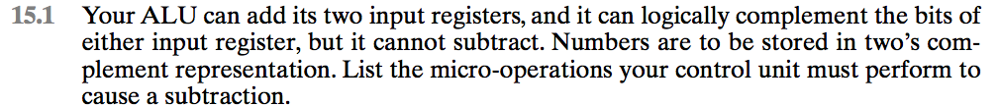 15.1 Your ALU can add its two input registers, and it can logically complement the bits of
either input register, but it cannot subtract. Numbers are to be stored in two’s com-
plement representation. List the micro-operations your control unit must perform to
cause a subtraction.